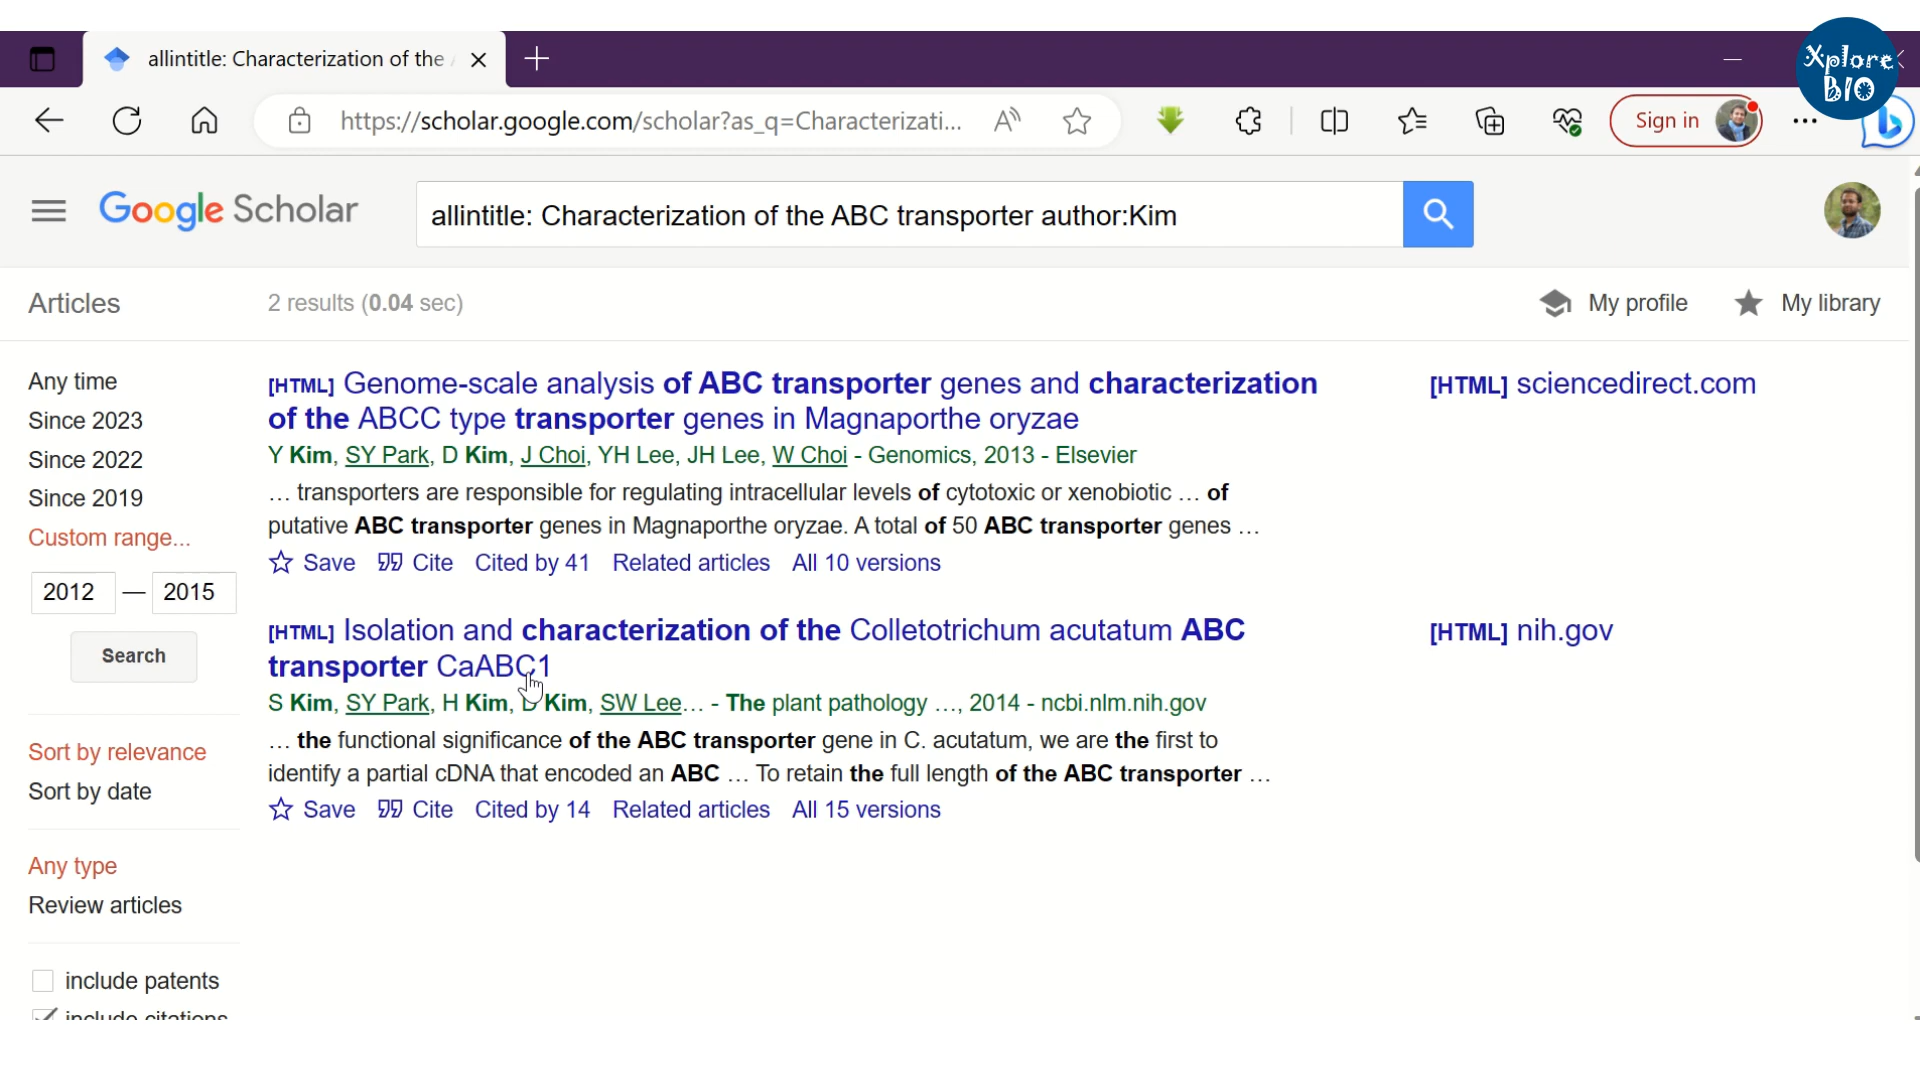 allintitle: Characterization of the
Xplore
BIO
https://scholar.google.com/scholar?as_q=Characterizati...
Sign in
Google Scholar
allintitle: Characterization of the ABC transporter author:Kim
Articles
2 results (0.04 sec)
My profile
My library
Any time
Since 2023
Since 2022
Since 2019
Custom range...
2012 — 2015
Search
Sort by relevance
Sort by date
Any type
Review articles
include patents
include citations
[HTML] Genome-scale analysis of ABC transporter genes and characterization
of the ABCC type transporter genes in Magnaporthe oryzae
[HTML] sciencedirect.com
Y Kim, SY Park, D Kim, J Choi, YH Lee, JH Lee, W Choi - Genomics, 2013 - Elsevier
… transporters are responsible for regulating intracellular levels of cytotoxic or xenobiotic … of
putative ABC transporter genes in Magnaporthe oryzae. A total of 50 ABC transporter genes …
Save Cite Cited by 41 Related articles All 10 versions
[HTML] Isolation and characterization of the Colletotrichum acutatum ABC
transporter CaABC1
[HTML] nih.gov
S Kim, SY Park, H Kim, D Kim, SW Lee… - The plant pathology …, 2014 - ncbi.nlm.nih.gov
… the functional significance of the ABC transporter gene in C. acutatum, we are the first to
identify a partial cDNA that encoded an ABC … To retain the full length of the ABC transporter …
Save Cite Cited by 14 Related articles All 15 versions